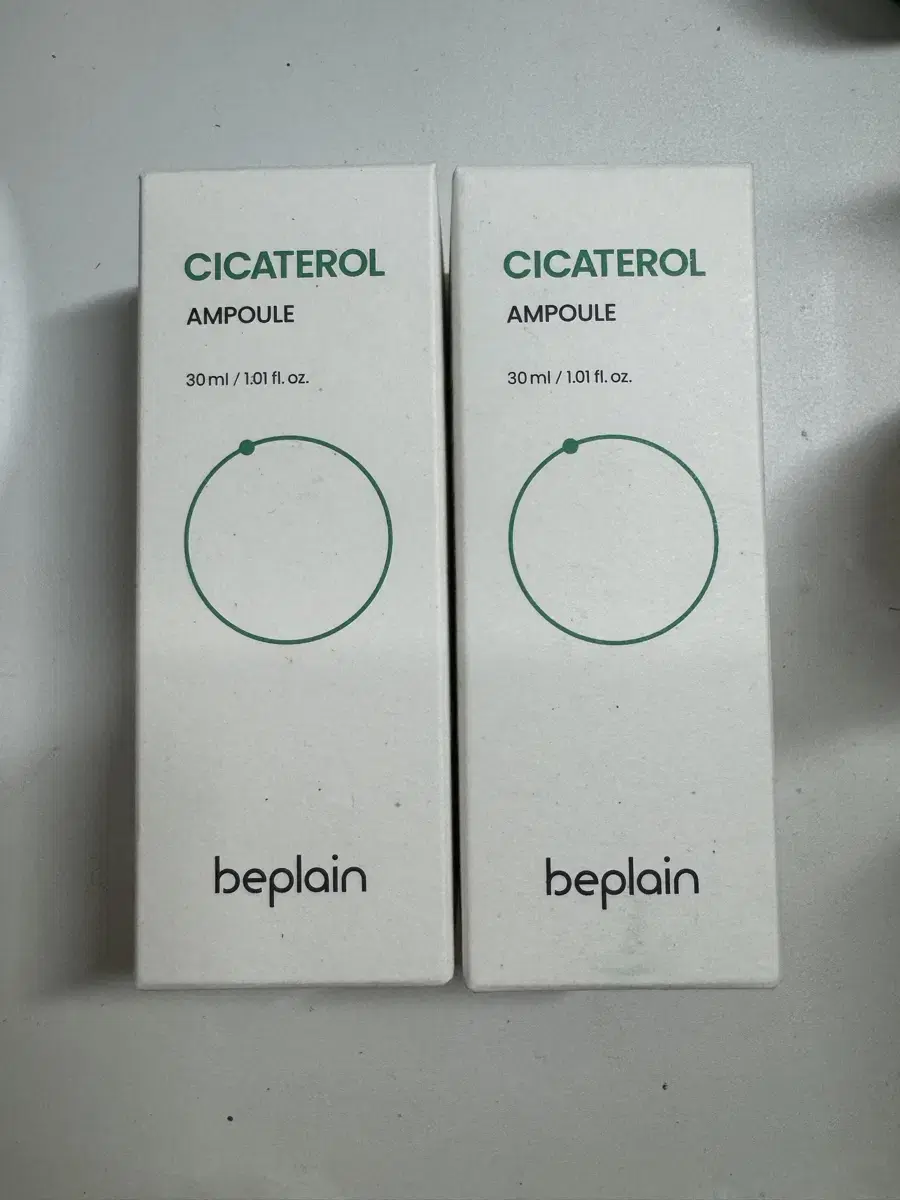 CICATEROL
AMPOULE
30 ml / 1.01 fl. oz.
beplain
CICATEROL
AMPOULE
30 ml / 1.01 fl. oz.
beplain